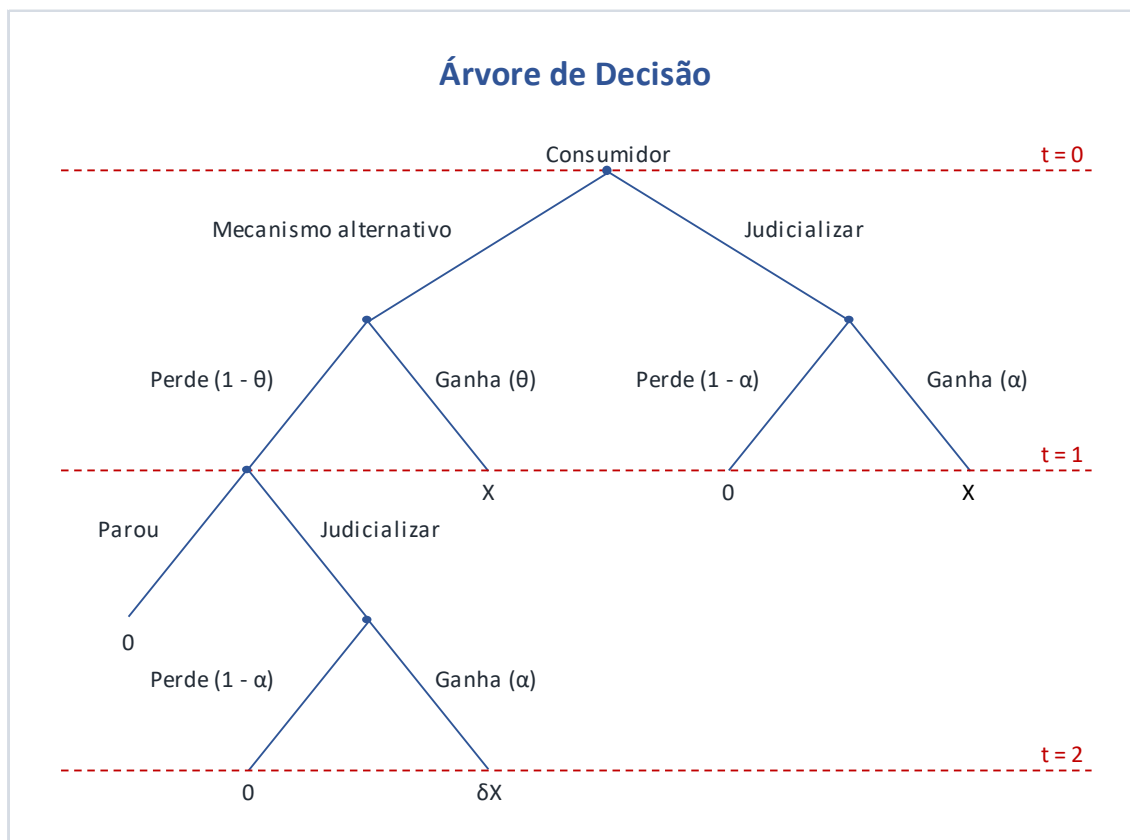 Árvore de Decisão
Consumidor
t = 0
Mecanismo alternativo
Judicializar
Perde (1 - θ)
Ganha (θ)
Perde (1 - α)
Ganha (α)
t = 1
X
0
X
Parou
Judicializar
0
Perde (1 - α)
Ganha (α)
t = 2
0
δX